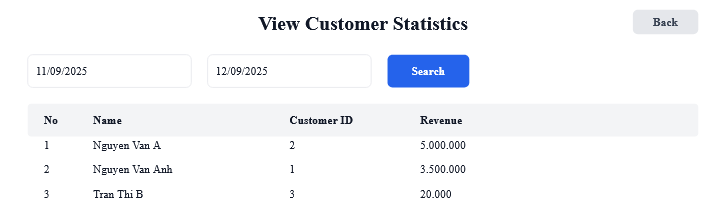 View Customer Statistics
Back
11/09/2025 12/09/2025 Search
No Name Customer ID Revenue
1 Nguyen Van A 2 5.000.000
2 Nguyen Van Anh 1 3.500.000
3 Tran Thi B 3 20.000